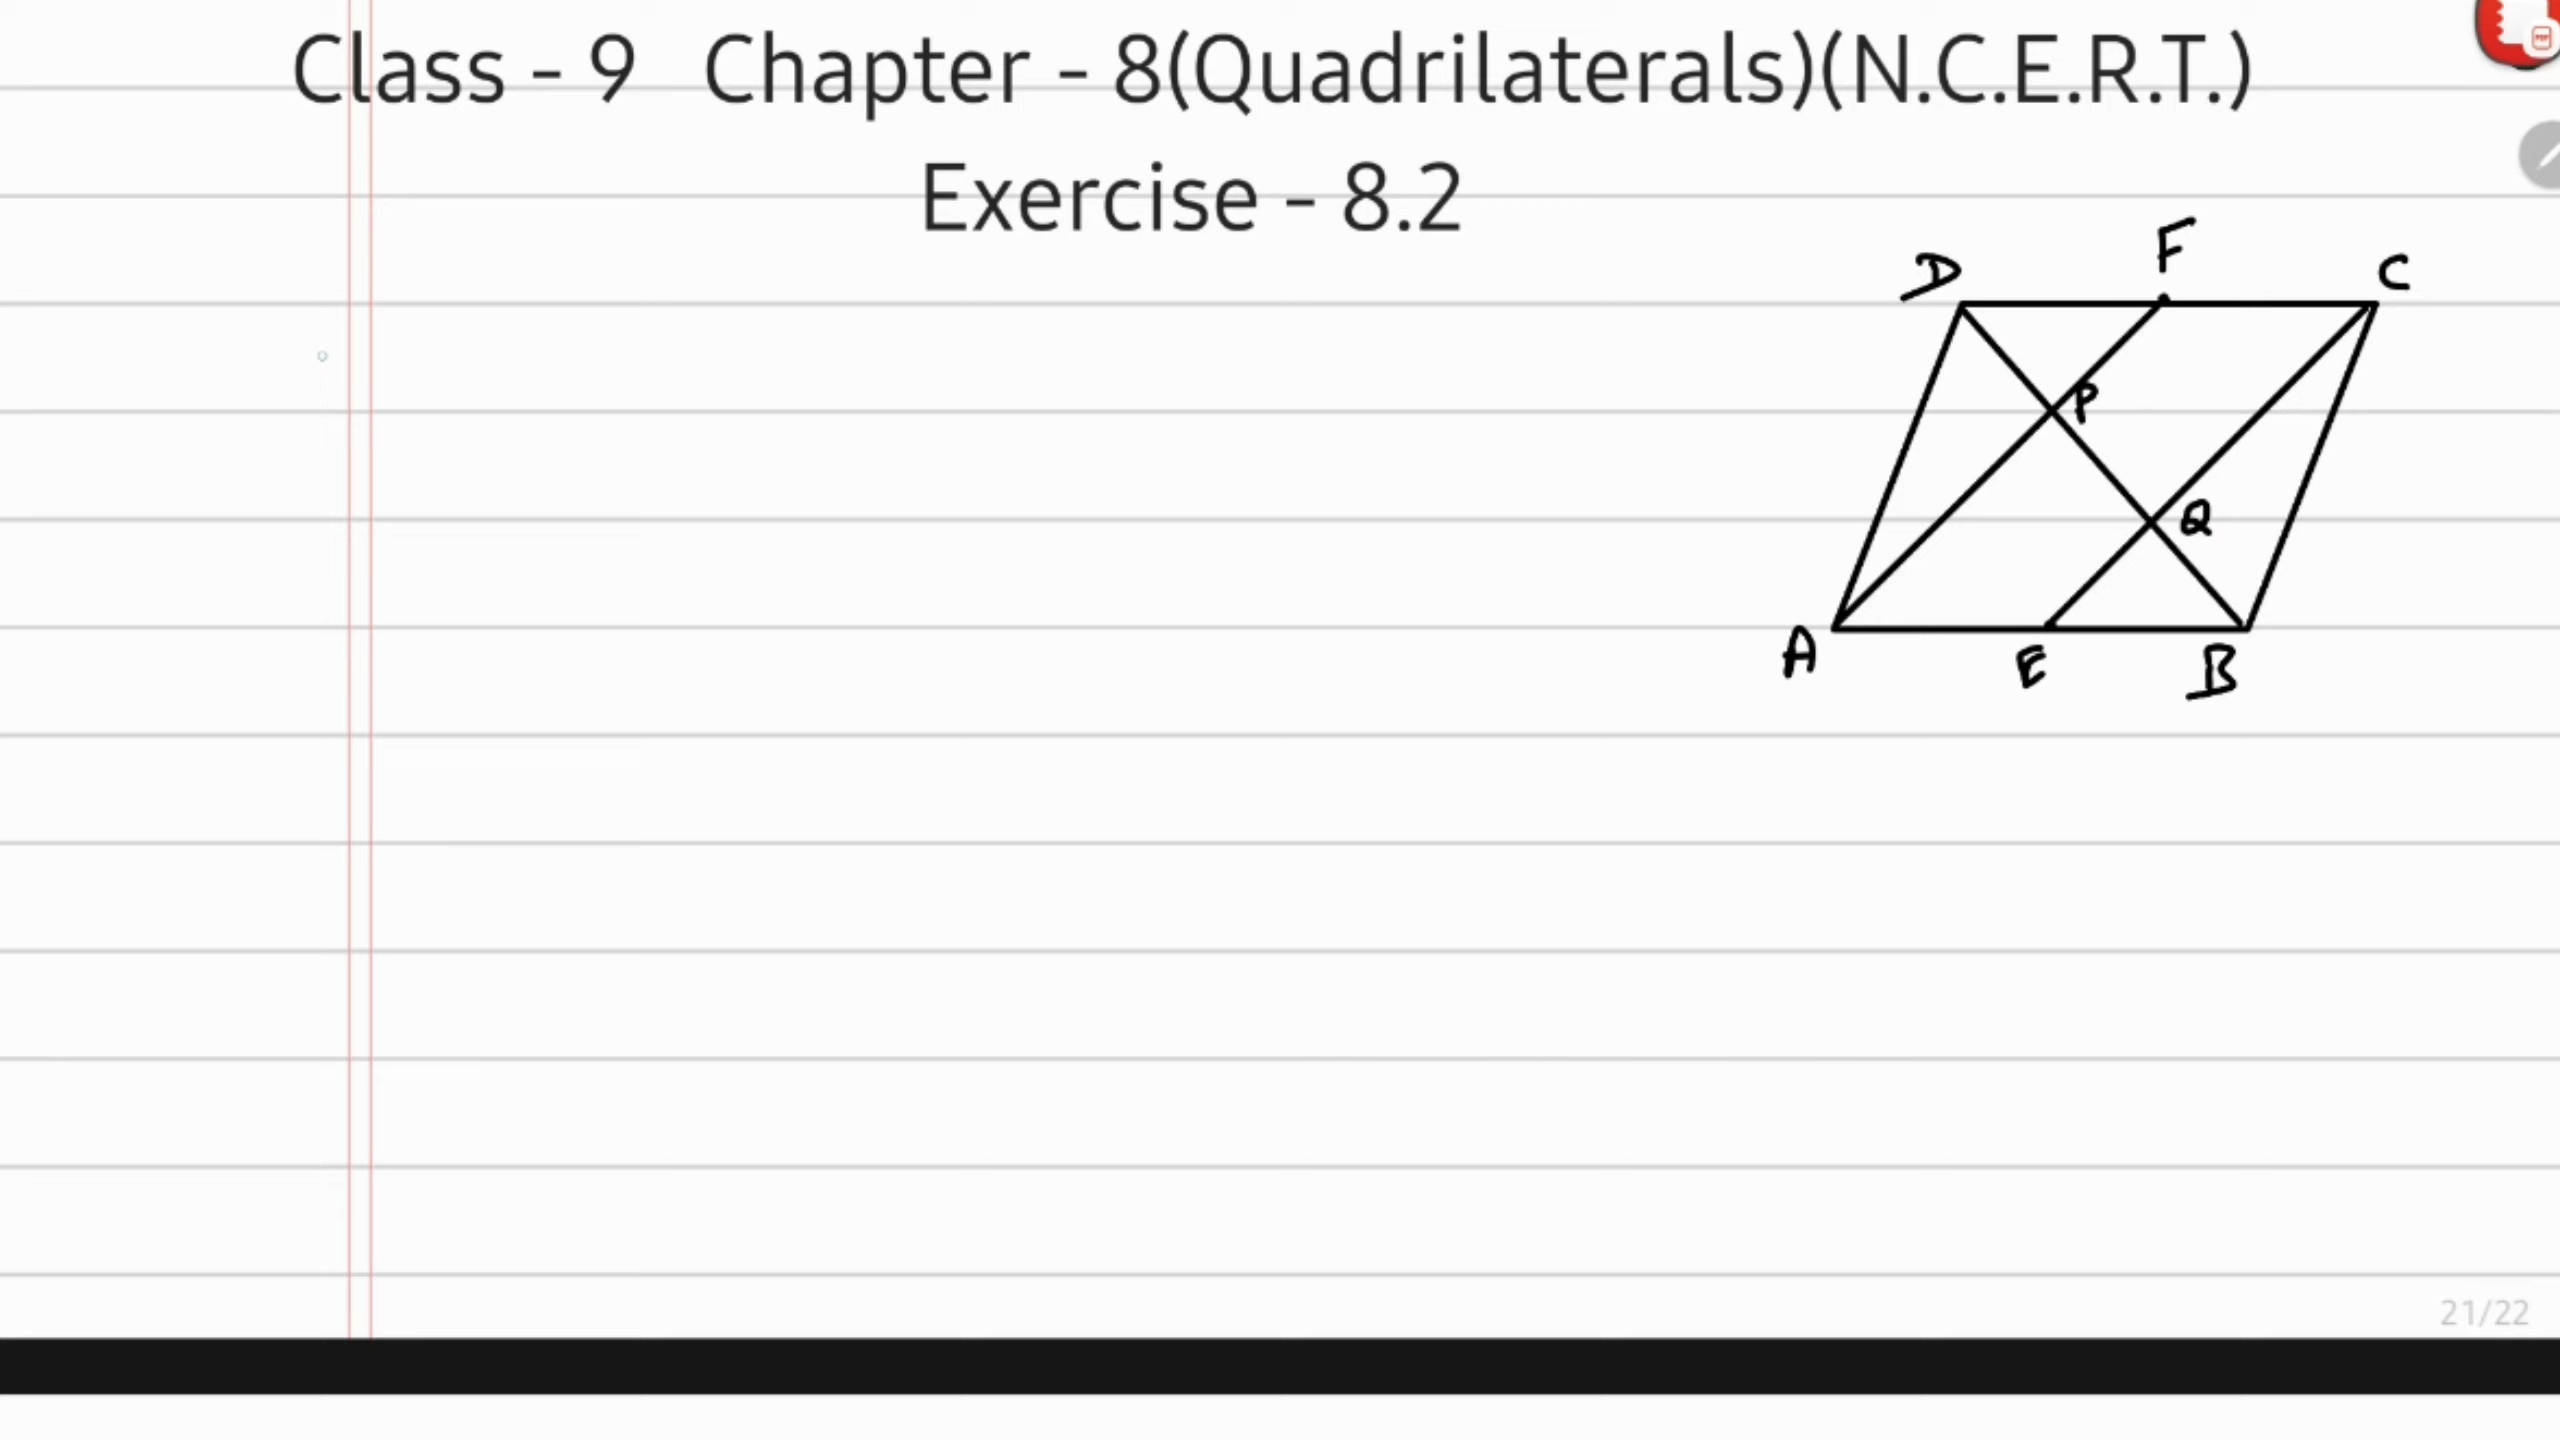 Class - 9 Chapter - 8(Quadrilaterals)(N.C.E.R.T.)
Exercise - 8.2
D F C
P
Q
A E B
21/22